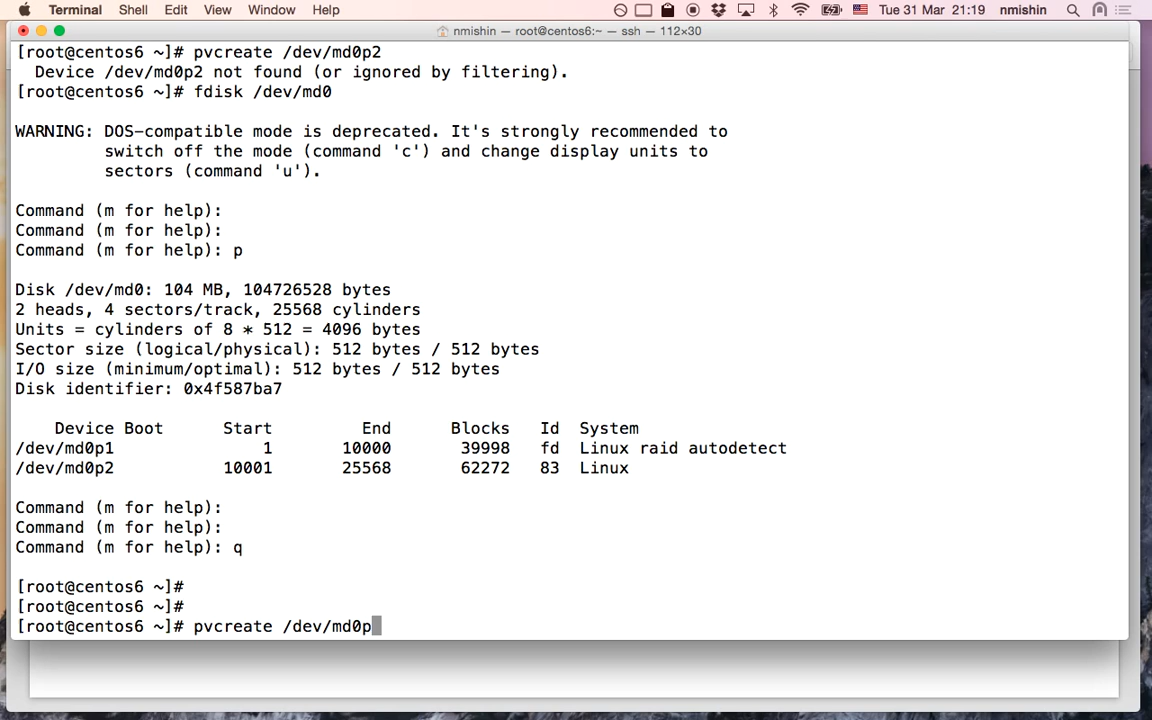 Terminal Shell Edit View Window Help Tue 31 Mar 21:19 nmishin
nmishin — root@centos6:~ — ssh — 112×30
[root@centos6 ~]# pvcreate /dev/md0p2
  Device /dev/md0p2 not found (or ignored by filtering).
[root@centos6 ~]# fdisk /dev/md0
WARNING: DOS-compatible mode is deprecated. It's strongly recommended to
         switch off the mode (command 'c') and change display units to
         sectors (command 'u').
Command (m for help):
Command (m for help):
Command (m for help): p
Disk /dev/md0: 104 MB, 104726528 bytes
2 heads, 4 sectors/track, 25568 cylinders
Units = cylinders of 8 * 512 = 4096 bytes
Sector size (logical/physical): 512 bytes / 512 bytes
I/O size (minimum/optimal): 512 bytes / 512 bytes
Disk identifier: 0x4f587ba7
    Device Boot      Start         End      Blocks   Id  System
/dev/md0p1               1       10000       39998   fd  Linux raid autodetect
/dev/md0p2           10001       25568       62272   83  Linux
Command (m for help):
Command (m for help):
Command (m for help): q
[root@centos6 ~]#
[root@centos6 ~]#
[root@centos6 ~]# pvcreate /dev/md0p